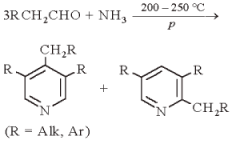 3RCH₂CHO + NH₃ 200 – 250 °C
p
CH₂R
R R
N
+
R R
N CH₂R
(R = Alk, Ar)